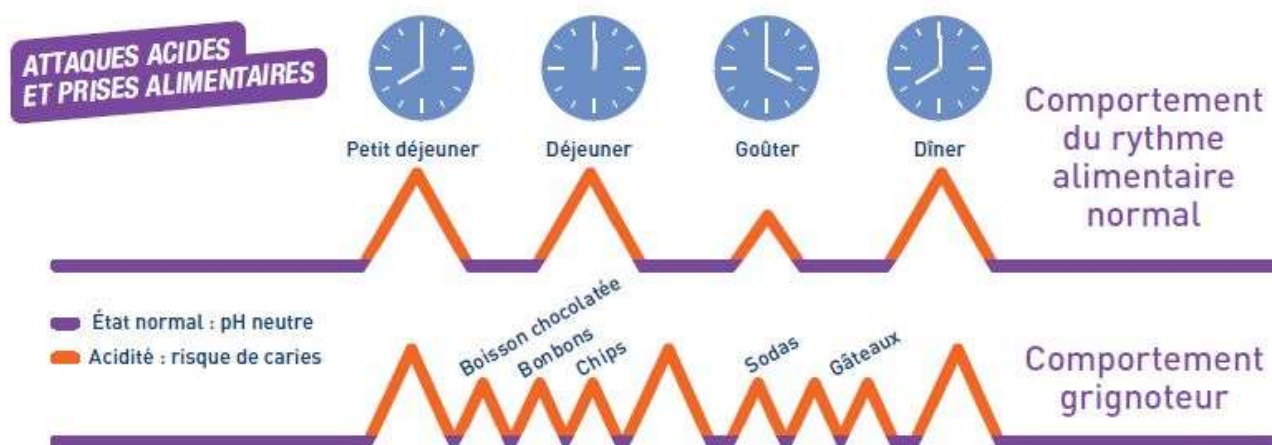 ATTAQUES ACIDES
ET PRISES ALIMENTAIRES
Petit déjeuner
Déjeuner
Goûter
Dîner
Comportement
du rythme
alimentaire
normal
État normal : pH neutre
Acidité : risque de caries
Boisson chocolatée
Bonbons
Chips
Sodas
Gâteaux
Comportement
grignoteur